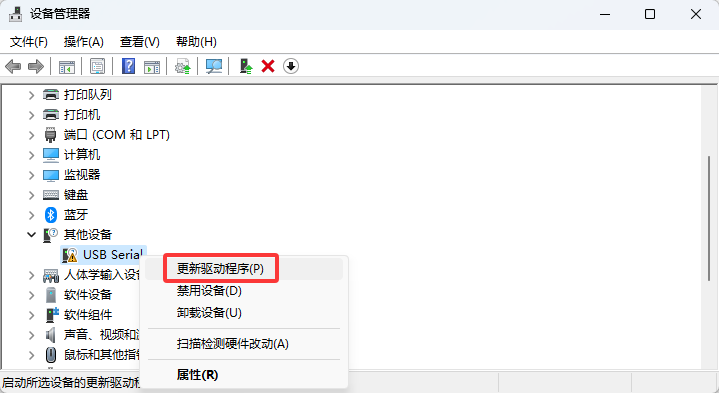 设备管理器
文件(F) 操作(A) 查看(V) 帮助(H)
打印队列
打印机
端口 (COM 和 LPT)
计算机
监视器
键盘
蓝牙
其他设备
USB Serial
更新驱动程序(P)
人体学输入设
禁用设备(D)
软件设备
卸载设备(U)
软件组件
声音、视频和
扫描检测硬件改动(A)
鼠标和其他指
属性(R)
启动所选设备的更新驱动程